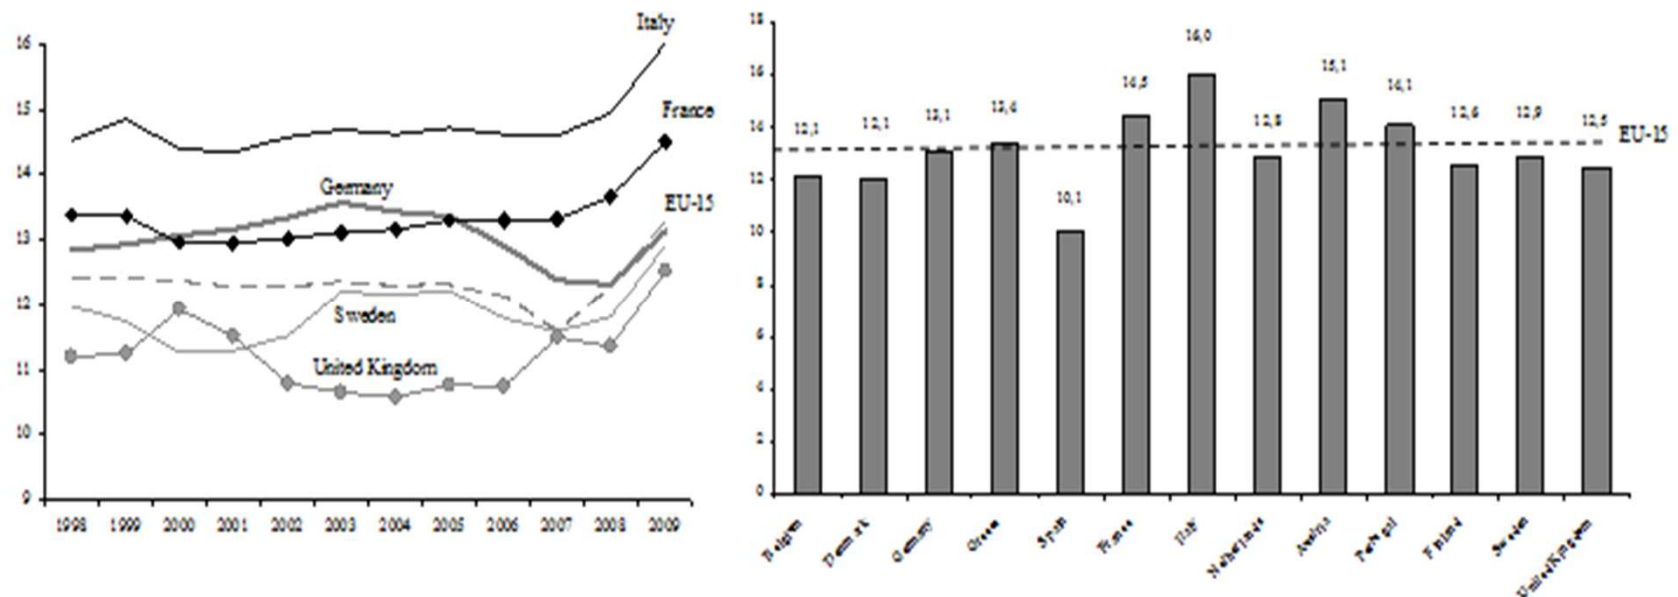 Italy
16
15
France
14
Germany
EU-15
13
12
Sweden
United Kingdom
11
10
9
1998 1999 2000 2001 2002 2003 2004 2005 2006 2007 2008 2009
18
16,0
16
15,1
14,5
14,1
13,4
13,1
14
12,1 12,1 12,8 12,6 12,9 12,5
EU-15
12
10,1
10
8
6
4
2
0
Belgium Denmark Germany Greece Spain France Italy Netherlands Austria Portugal Finland Sweden United Kingdom